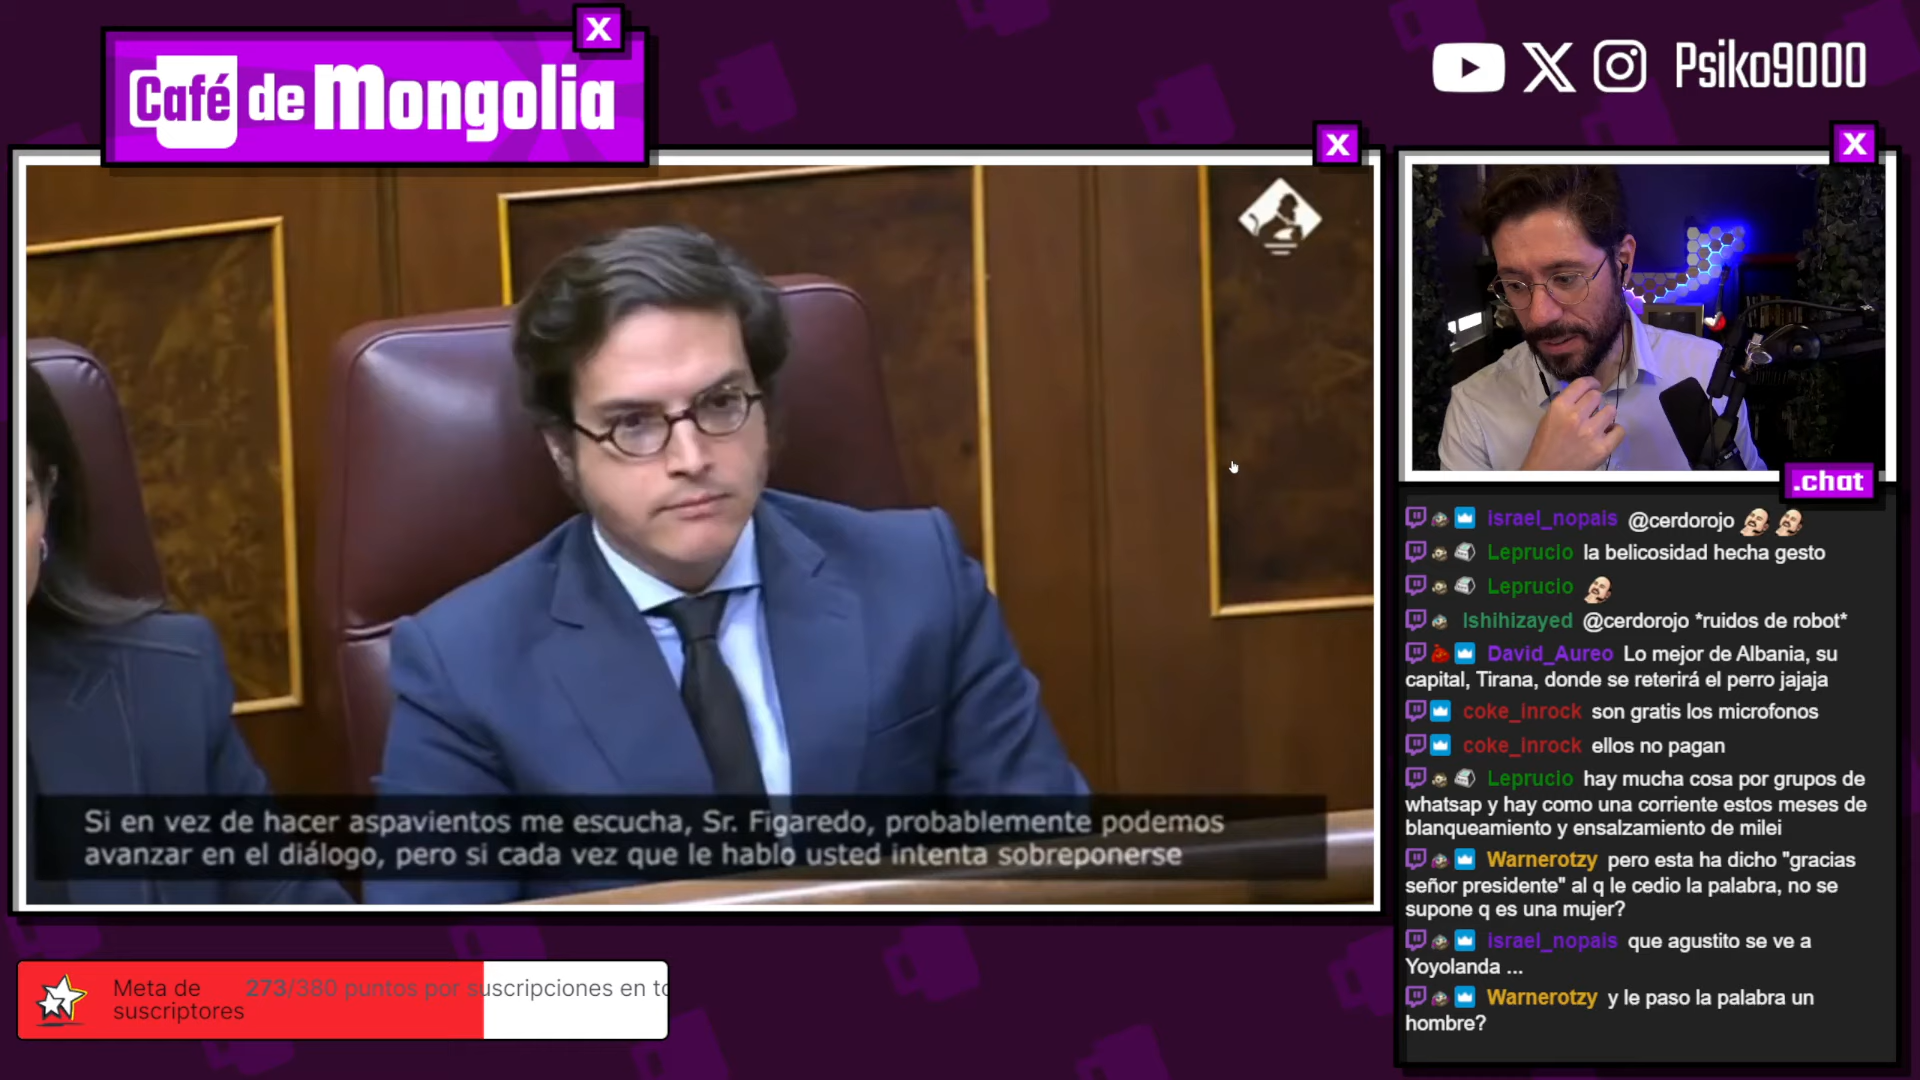 X
Café de Mongolia
Psiko9000
X
X
Si en vez de hacer aspavientos me escucha, Sr. Figaredo, probablemente podemos
avanzar en el diálogo, pero si cada vez que le hablo usted intenta sobreponerse
.chat
israel_nopais @cerdorojo
Leprucio la belicosidad hecha gesto
Leprucio
Ishihizayed @cerdorojo *ruidos de robot*
David_Aureo Lo mejor de Albania, su
capital, Tirana, donde se reterirá el perro jajaja
coke_inrock son gratis los microfonos
coke_inrock ellos no pagan
Leprucio hay mucha cosa por grupos de
whatsap y hay como una corriente estos meses de
blanqueamiento y ensalzamiento de milei
Warnerotzy pero esta ha dicho "gracias
señor presidente" al q le cedio la palabra, no se
supone q es una mujer?
israel_nopais que agustito se ve a
Yoyolanda ...
Warnerotzy y le paso la palabra un
hombre?
Meta de
suscriptores
273/380 puntos por suscripciones en to